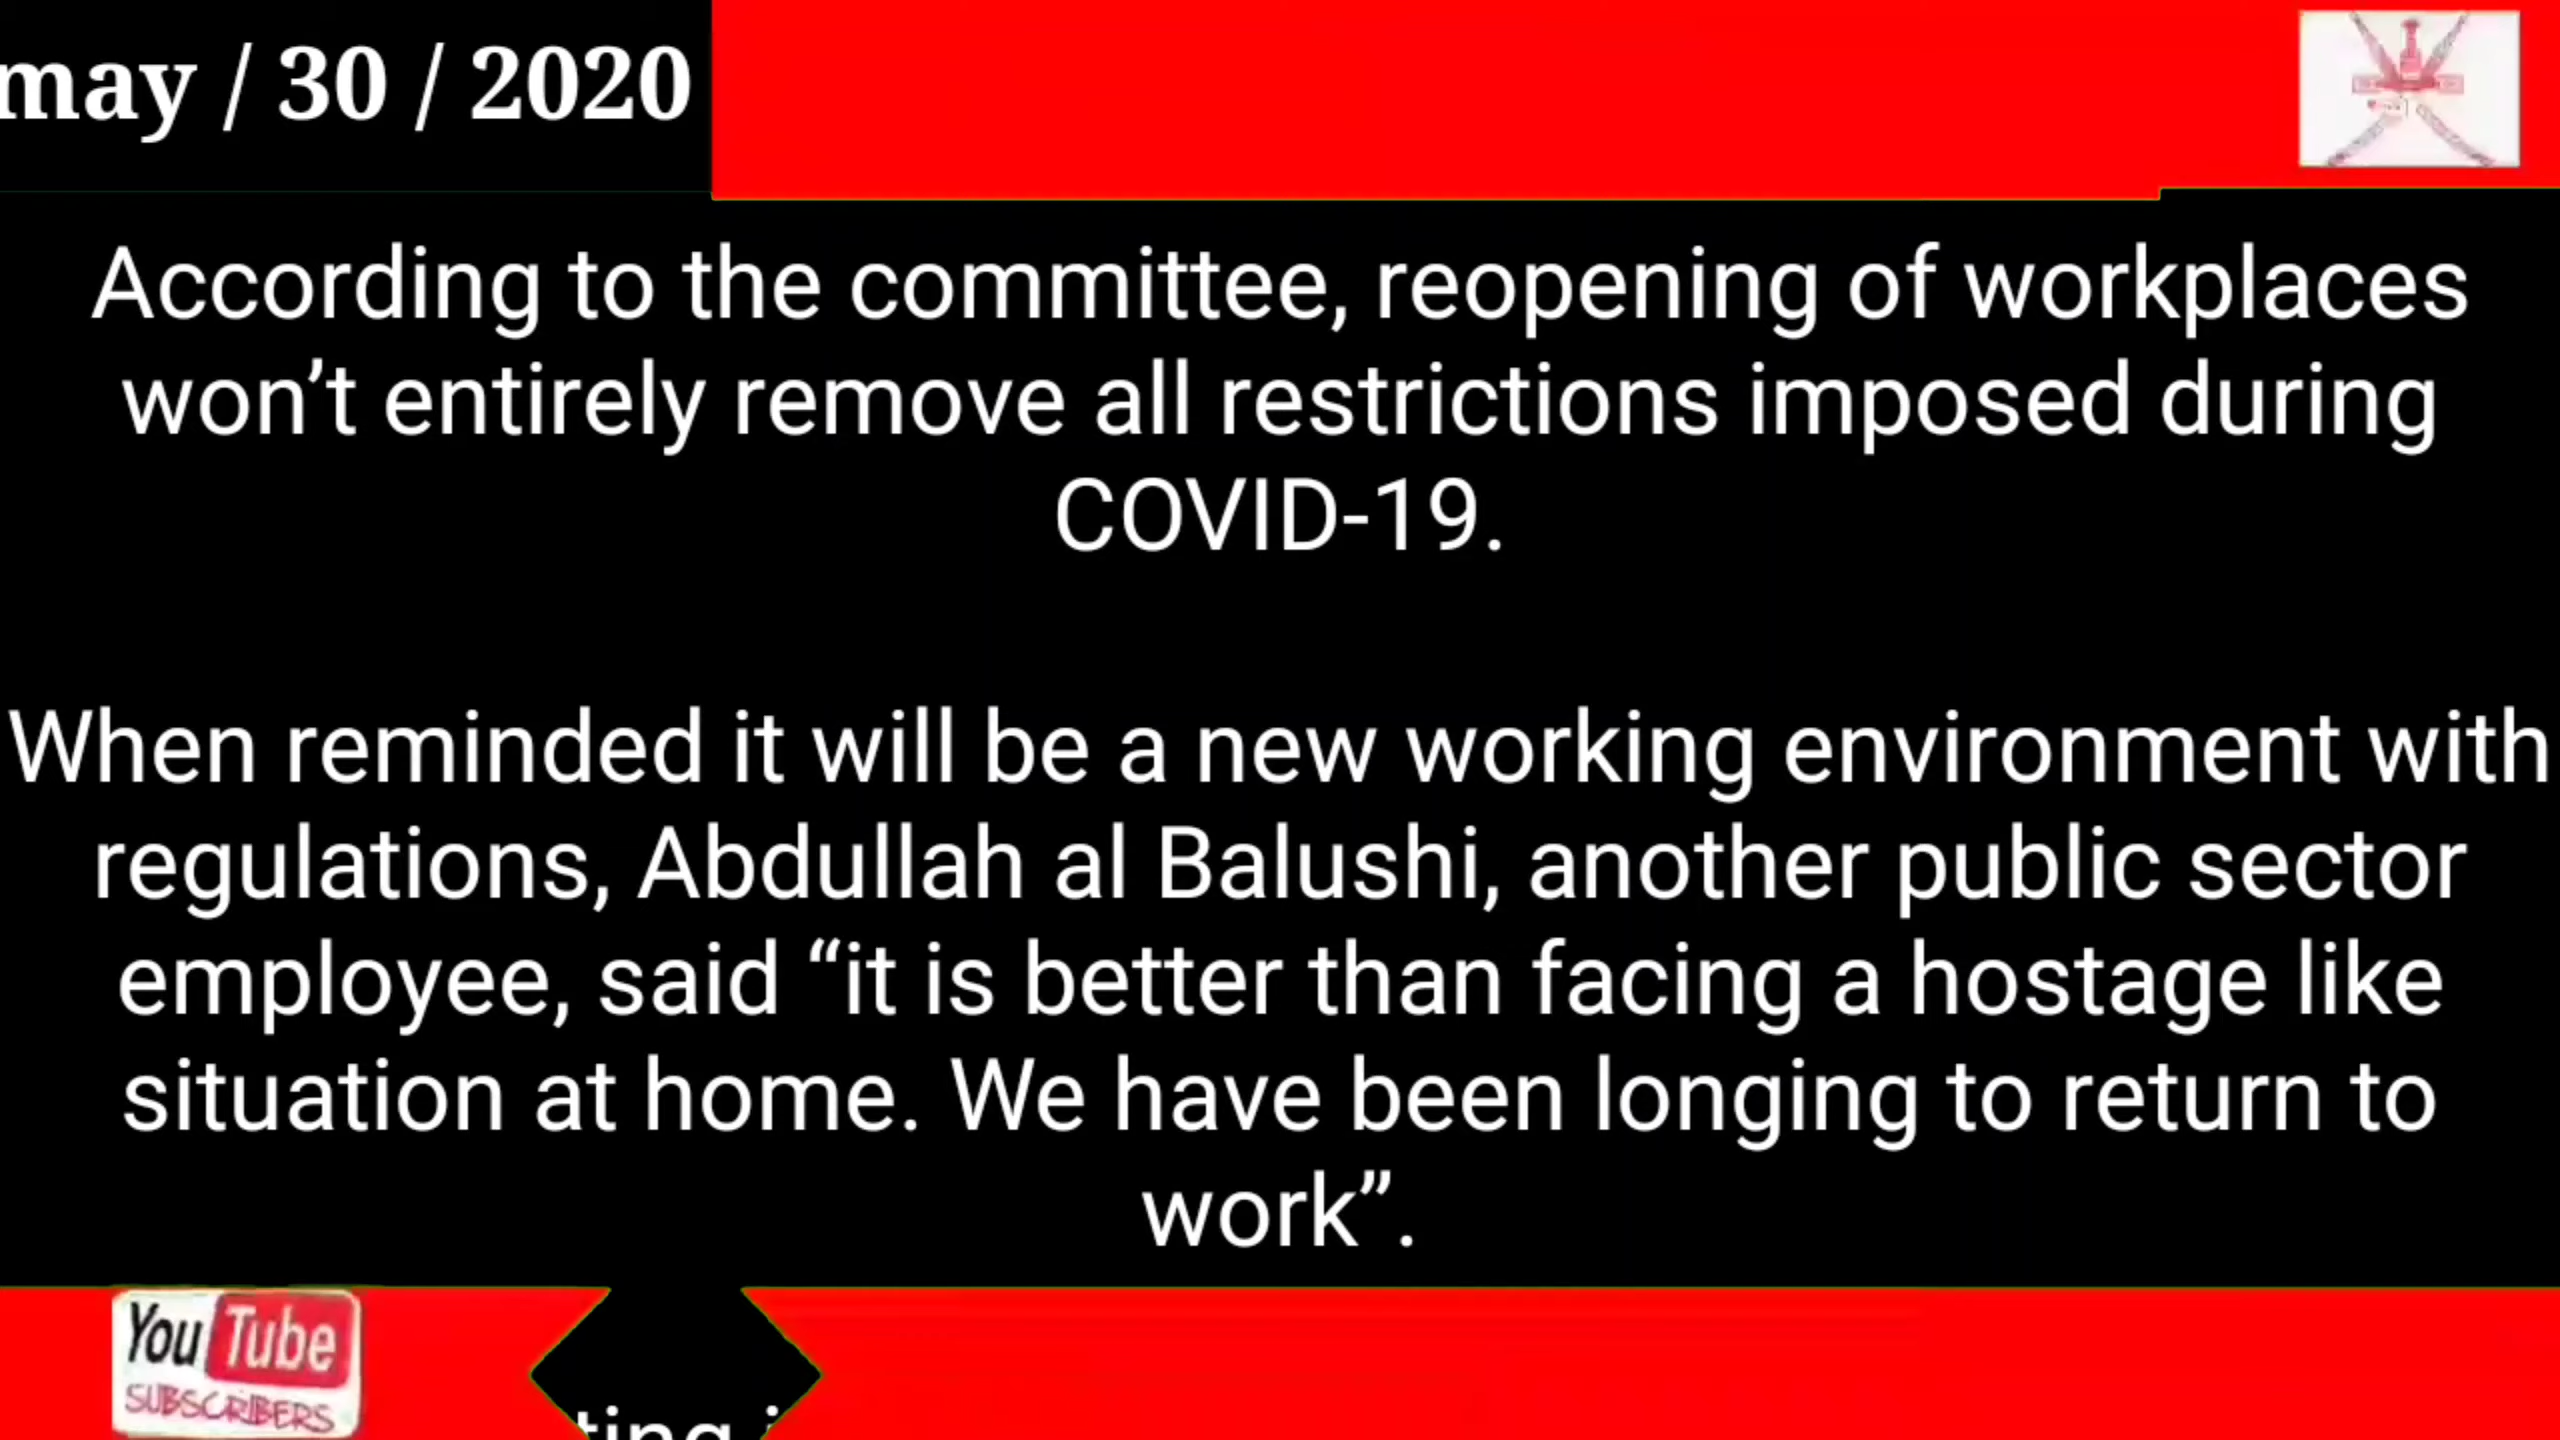 may / 30 / 2020
According to the committee, reopening of workplaces
won’t entirely remove all restrictions imposed during
COVID-19.
When reminded it will be a new working environment with
regulations, Abdullah al Balushi, another public sector
employee, said “it is better than facing a hostage like
situation at home. We have been longing to return to
work”.
YouTube
SUBSCRIBERS